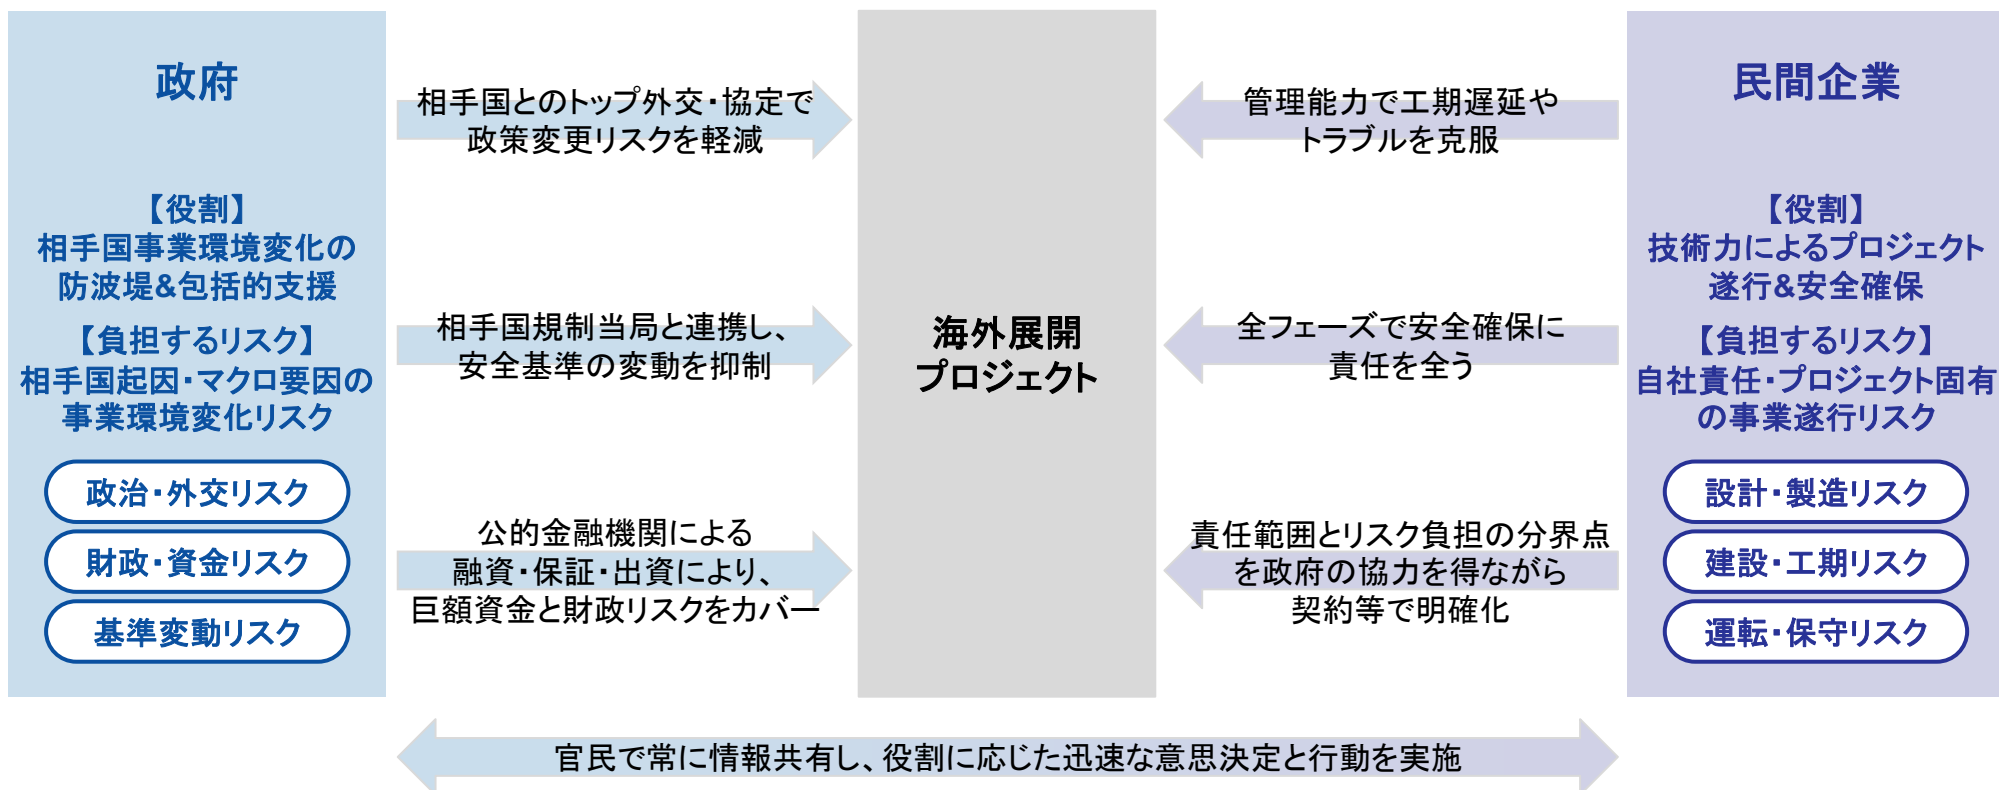 政府
【役割】
相手国事業環境変化の
防波堤&包括的支援
【負担するリスク】
相手国起因・マクロ要因の
事業環境変化リスク
政治・外交リスク
財政・資金リスク
基準変動リスク
相手国とのトップ外交・協定で
政策変更リスクを軽減
相手国規制当局と連携し、
安全基準の変動を抑制
公的金融機関による
融資・保証・出資により、
巨額資金と財政リスクをカバー
海外展開
プロジェクト
管理能力で工期遅延や
トラブルを克服
全フェーズで安全確保に
責任を全う
責任範囲とリスク負担の分界点
を政府の協力を得ながら
契約等で明確化
民間企業
【役割】
技術力によるプロジェクト
遂行&安全確保
【負担するリスク】
自社責任・プロジェクト固有
の事業遂行リスク
設計・製造リスク
建設・工期リスク
運転・保守リスク
官民で常に情報共有し、役割に応じた迅速な意思決定と行動を実施